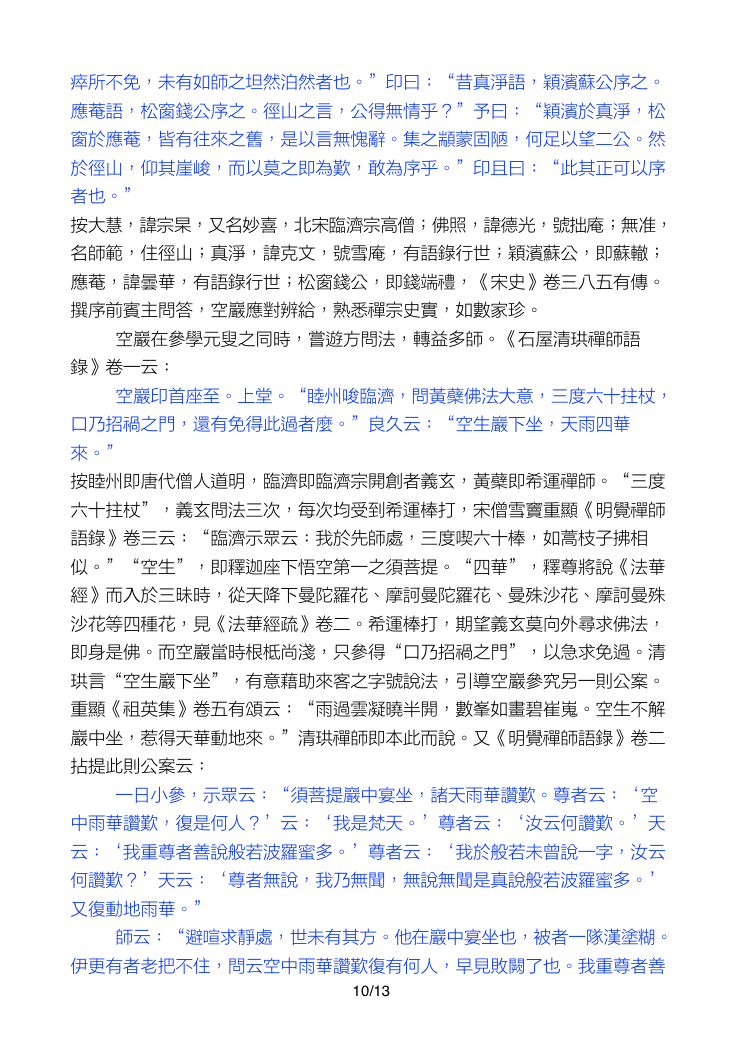 瘁所不免，未有如師之坦然泊然者也。”印曰：“昔真淨語，穎濱蘇公序之。
應菴語，松窗錢公序之。徑山之言，公得無情乎？”予曰：“穎濱於真淨，松
窗於應菴，皆有往來之舊，是以言無愧辭。集之顓蒙固陋，何足以望二公。然
於徑山，仰其崖峻，而以莫之即為歎，敢為序乎。”印且曰：“此其正可以序
者也。”
按大慧，諱宗杲，又名妙喜，北宋臨濟宗高僧；佛照，諱德光，號拙庵；無准，
名師範，住徑山；真淨，諱克文，號雪庵，有語錄行世；穎濱蘇公，即蘇轍；
應菴，諱曇華，有語錄行世；松窗錢公，即錢端禮，《宋史》卷三八五有傳。
撰序前賓主問答，空巖應對辨給，熟悉禪宗史實，如數家珍。
空巖在參學元叟之同時，嘗遊方問法，轉益多師。《石屋清珙禪師語
錄》卷一云：
空巖印首座至。上堂。“睦州唆臨濟，問黃蘗佛法大意，三度六十拄杖，
口乃招禍之門，還有免得此過者麼。”良久云：“空生巖下坐，天雨四華
來。”
按睦州即唐代僧人道明，臨濟即臨濟宗開創者義玄，黃蘗即希運禪師。“三度
六十拄杖”，義玄問法三次，每次均受到希運棒打，宋僧雪竇重顯《明覺禪師
語錄》卷三云：“臨濟示眾云：我於先師處，三度喫六十棒，如蒿枝子拂相
似。”“空生”，即釋迦座下悟空第一之須菩提。“四華”，釋尊將說《法華
經》而入於三昧時，從天降下曼陀羅花、摩訶曼陀羅花、曼殊沙花、摩訶曼殊
沙花等四種花，見《法華經疏》卷二。希運棒打，期望義玄莫向外尋求佛法，
即身是佛。而空巖當時根柢尚淺，只參得“口乃招禍之門”，以急求免過。清
珙言“空生巖下坐”，有意藉助來客之字號說法，引導空巖參究另一則公案。
重顯《祖英集》卷五有頌云：“雨過雲凝曉半開，數峯如畫碧崔嵬。空生不解
巖中坐，惹得天華動地來。”清珙禪師即本此而說。又《明覺禪師語錄》卷二
拈提此則公案云：
一日小參，示眾云：“須菩提巖中宴坐，諸天雨華讚歎。尊者云：‘空
中雨華讚歎，復是何人？’云：‘我是梵天。’尊者云：‘汝云何讚歎。’天
云：‘我重尊者善說般若波羅蜜多。’尊者云：‘我於般若未曾說一字，汝云
何讚歎？’天云：‘尊者無說，我乃無聞，無說無聞是真說般若波羅蜜多。’
又復動地雨華。”
師云：“避喧求靜處，世未有其方。他在巖中宴坐也，被者一隊漢塗糊。
伊更有者老把不住，問云空中雨華讚歎復有何人，早見敗闕了也。我重尊者善
10/13